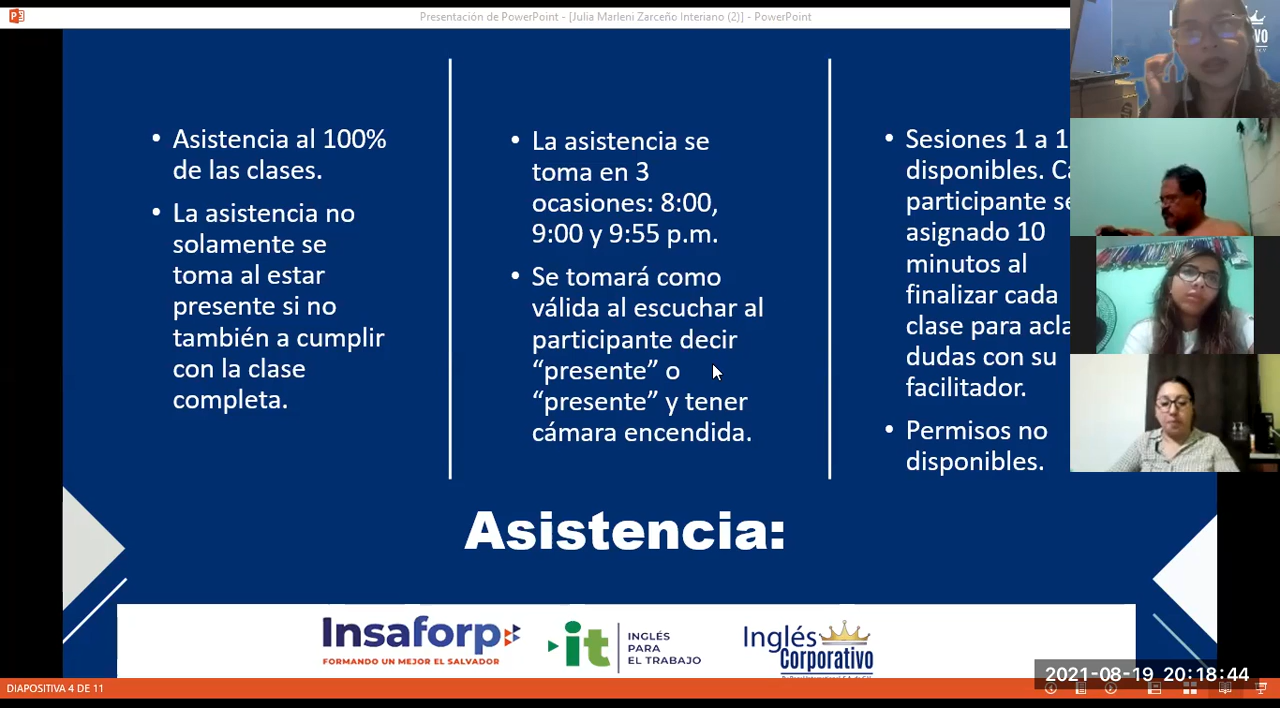 Presentación de PowerPoint - [Julia Marleni Zarceño Interiano (2)] - PowerPoint
• Asistencia al 100%
de las clases.
• La asistencia no
solamente se
toma al estar
presente si no
también a cumplir
con la clase
completa.
• La asistencia se
toma en 3
ocasiones: 8:00,
9:00 y 9:55 p.m.
• Se tomará como
válida al escuchar al
participante decir
“presente” o
“presente” y tener
cámara encendida.
• Sesiones 1 a 1
disponibles.
participante
asignado 10
minutos al
finalizar cada
clase para
dudas con su
facilitador.
• Permisos no
disponibles.
Asistencia:
Insaforp
FORMANDO UN MEJOR EL SALVADOR
it
INGLÉS
PARA
EL TRABAJO
Inglés
Corporativo
2021-08-19 20:18:44
DIAPOSITIVA 4 DE 11